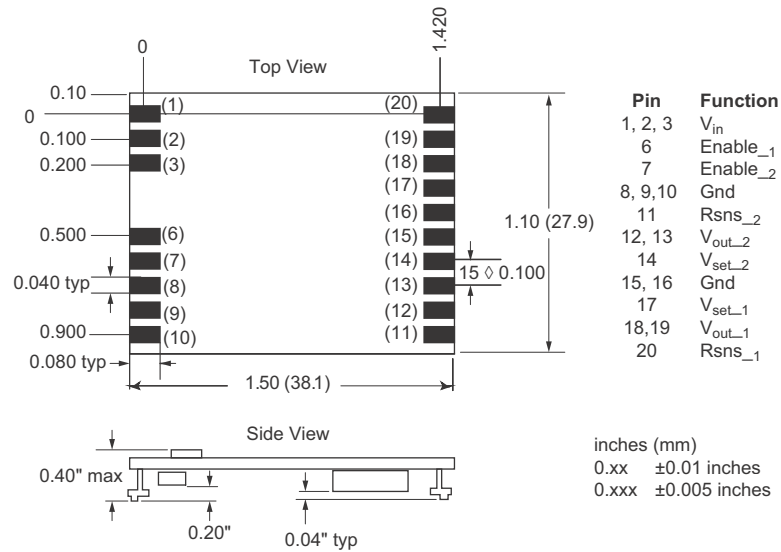 0
1.420
Top View
0.10
0
0.100
0.200
0.500
0.040 typ
0.900
0.080 typ
(1)
(2)
(3)
(6)
(7)
(8)
(9)
(10)
(20)
(19)
(18)
(17)
(16)
(15)
(14)
(13)
(12)
(11)
1.10 (27.9)
15 ◊ 0.100
1.50 (38.1)
Pin Function
1, 2, 3 Vin
6 Enable_1
7 Enable_2
8, 9,10 Gnd
11 Rsns_2
12, 13 Vout_2
14 Vset_2
15, 16 Gnd
17 Vset_1
18,19 Vout_1
20 Rsns_1
Side View
0.40" max
0.20"
0.04" typ
inches (mm)
0.xx ±0.01 inches
0.xxx ±0.005 inches